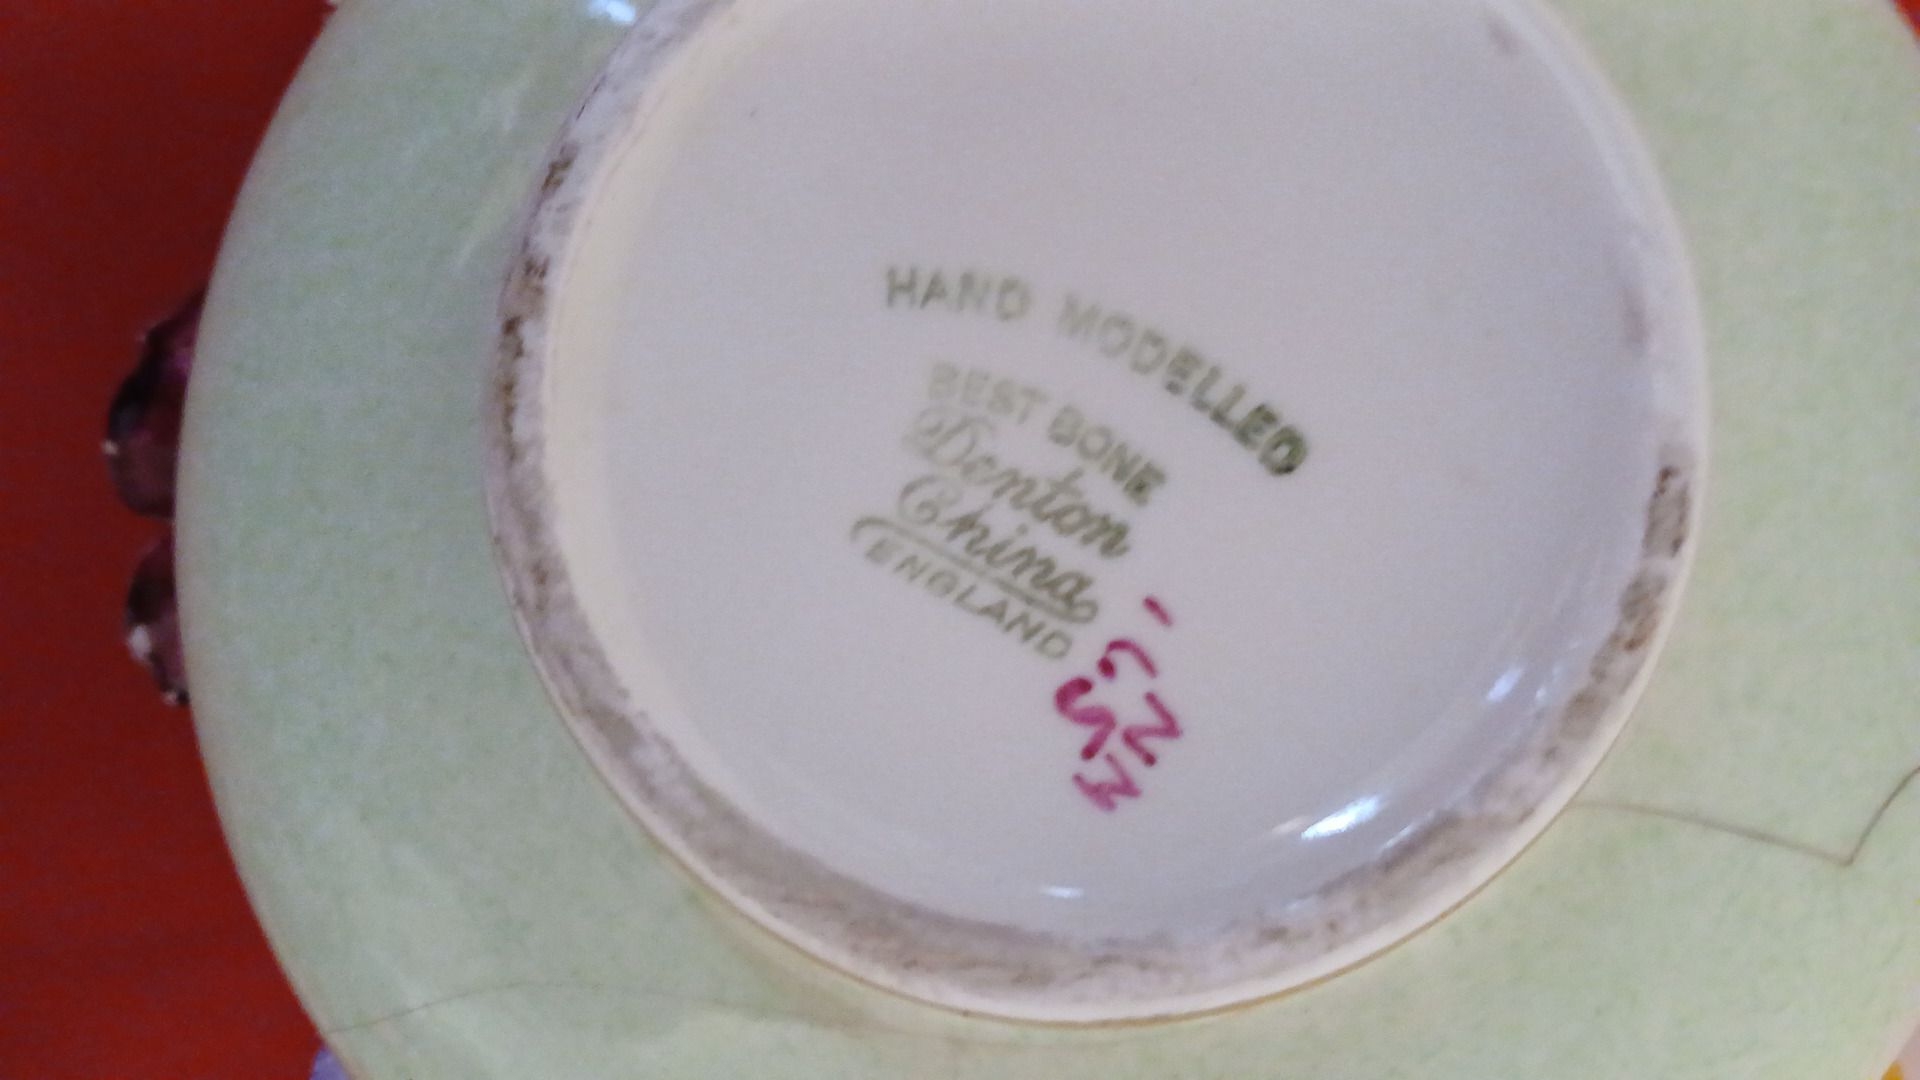 HAND MODELLED
BEST BONE
Denton
China
ENGLAND